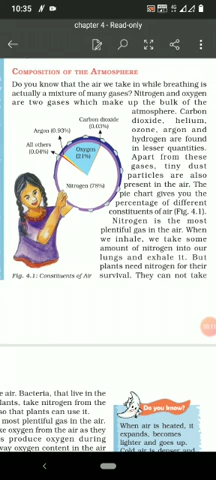 10:35
chapter 4 - Read-only
COMPOSITION OF THE ATMOSPHERE
Do you know that the air we take in while breathing is
actually a mixture of many gases? Nitrogen and oxygen
are two gases which make up the bulk of the
atmosphere. Carbon
dioxide, helium,
ozone, argon and
hydrogen are found
in lesser quantities.
Apart from these
gases, tiny dust
particles are also
present in the air. The
pie chart gives you the
percentage of different
constituents of air (Fig. 4.1).
Carbon dioxide
(0.03%)
Argon (0.93%)
All others
(0.04%)
Oxygen
(21%)
Nitrogen (78%)
Fig. 4.1: Constituents of Air
Nitrogen is the most
plentiful gas in the air. When
we inhale, we take some
amount of nitrogen into our
lungs and exhale it. But
plants need nitrogen for their
survival. They can not take
e air. Bacteria, that live in the
lants, take nitrogen from the
so that plants can use it.
most plentiful gas in the air.
ke oxygen from the air as they
s produce oxygen during
way oxygen content in the air
Do you know?
When air is heated, it
expands, becomes
lighter and goes up.
Cold air is denser and